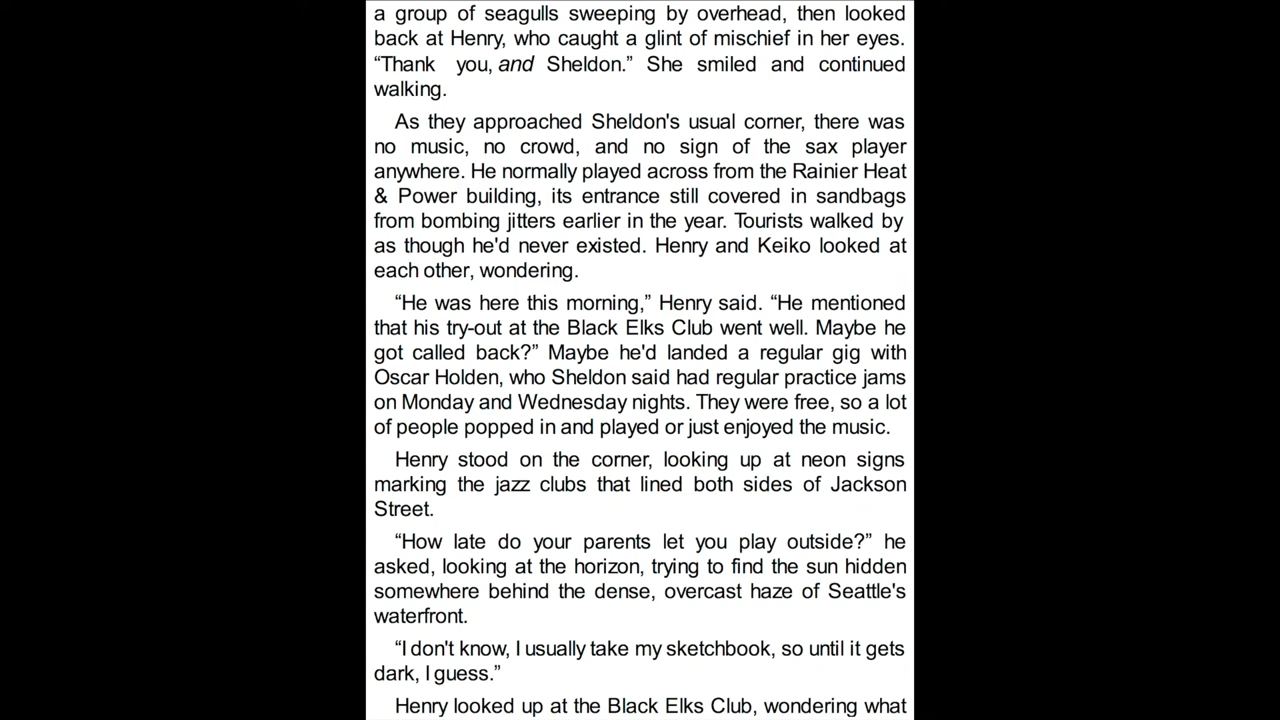 a group of seagulls sweeping by overhead, then looked
back at Henry, who caught a glint of mischief in her eyes.
“Thank you, and Sheldon.” She smiled and continued
walking.
As they approached Sheldon's usual corner, there was
no music, no crowd, and no sign of the sax player
anywhere. He normally played across from the Rainier Heat
& Power building, its entrance still covered in sandbags
from bombing jitters earlier in the year. Tourists walked by
as though he'd never existed. Henry and Keiko looked at
each other, wondering.
“He was here this morning,” Henry said. “He mentioned
that his try-out at the Black Elks Club went well. Maybe he
got called back?” Maybe he'd landed a regular gig with
Oscar Holden, who Sheldon said had regular practice jams
on Monday and Wednesday nights. They were free, so a lot
of people popped in and played or just enjoyed the music.
Henry stood on the corner, looking up at neon signs
marking the jazz clubs that lined both sides of Jackson
Street.
“How late do your parents let you play outside?” he
asked, looking at the horizon, trying to find the sun hidden
somewhere behind the dense, overcast haze of Seattle's
waterfront.
“I don't know, I usually take my sketchbook, so until it gets
dark, I guess.”
Henry looked up at the Black Elks Club, wondering what